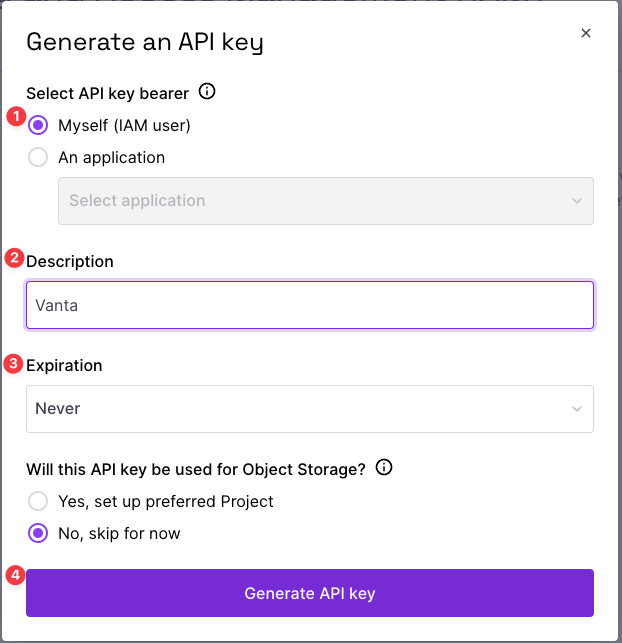 Generate an API key
Select API key bearer
1
Myself (IAM user)
An application
Select application
2
Description
Vanta
3
Expiration
Never
Will this API key be used for Object Storage?
Yes, set up preferred Project
No, skip for now
4
Generate API key